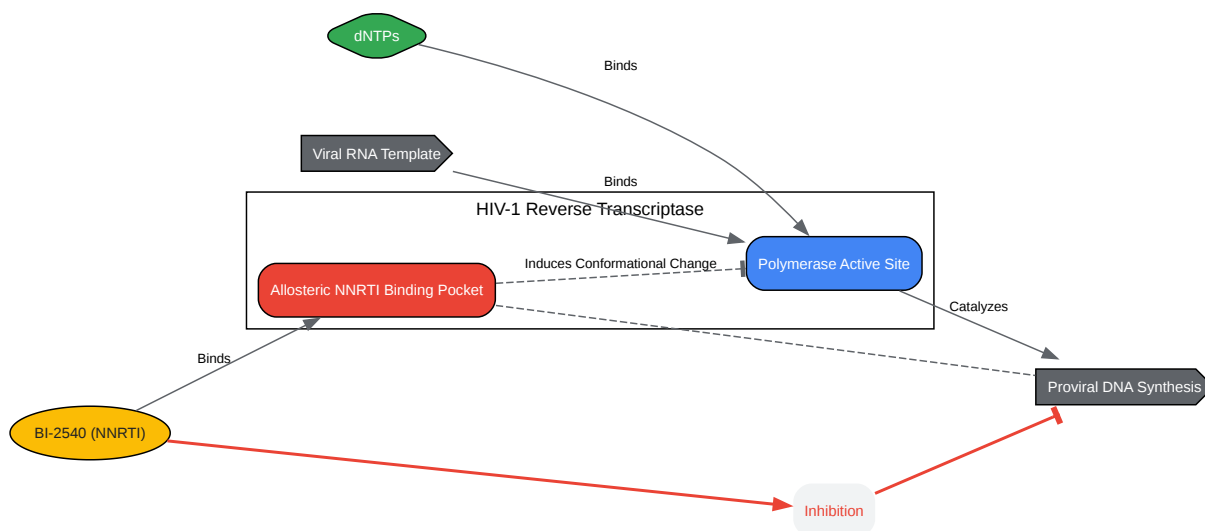 dNTPs
Binds
Viral RNA Template
Binds
HIV-1 Reverse Transcriptase
Induces Conformational Change
Polymerase Active Site
Allosteric NNRTI Binding Pocket
Catalyzes
Binds
Proviral DNA Synthesis
BI-2540 (NNRTI)
Inhibition